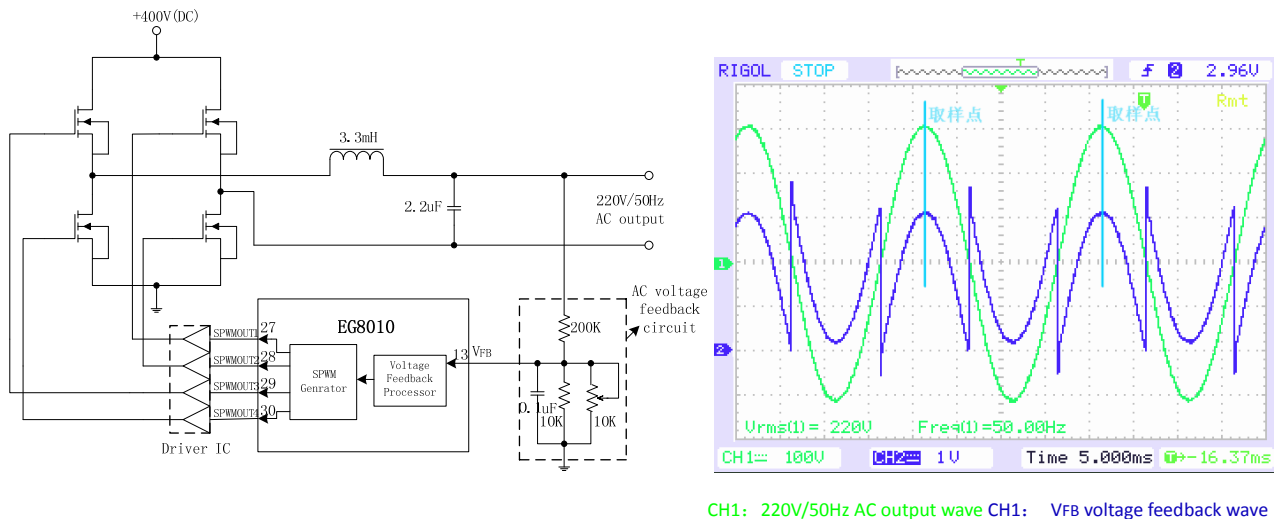 +400V(DC)
3.3mH
2.2uF
220V/50Hz
AC output
AC voltage
feedback
circuit
200K
EG8010
SPWMOUT1 27
SPWMOUT2 28
SPWMOUT3 29
SPWMOUT4 30
SPWM
Genrator
Voltage
Feedback
Processor
13 VFB
0.1uF
10K
10K
Driver IC
RIGOL STOP
T
2 2.96V
T
Rmt
取样点
取样点
1
2
Vrms(1)= 220V Freq(1)=50.00Hz
CH1 100V CH2 1V Time 5.000ms T→-16.37ms
CH1: 220V/50Hz AC output wave CH1: VFB voltage feedback wave